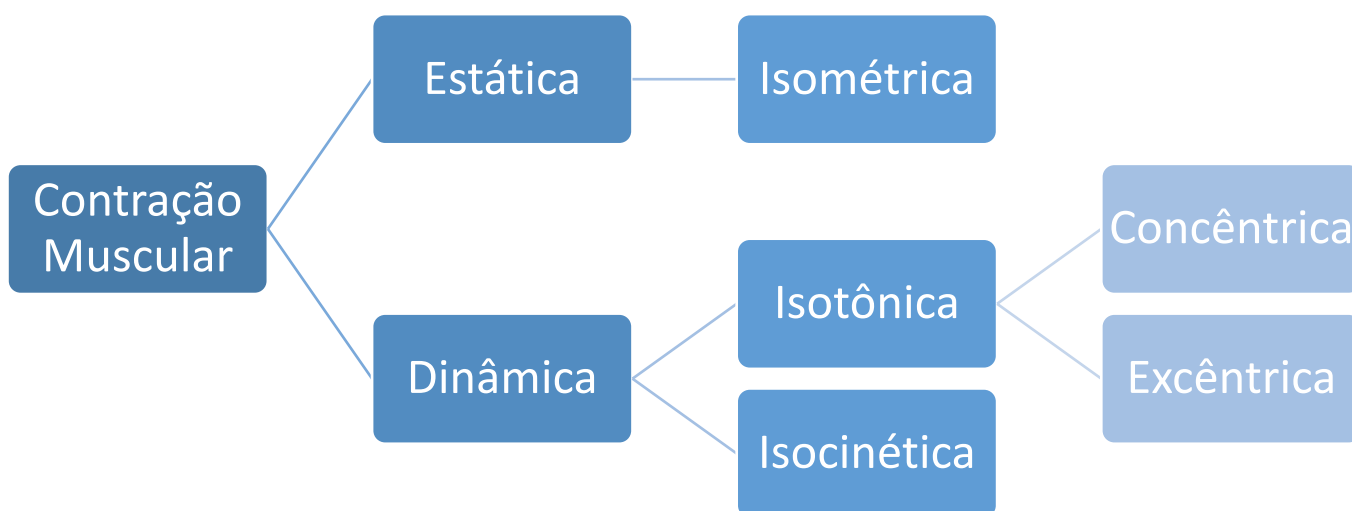 Contração
Muscular
Estática
Isométrica
Dinâmica
Isotônica
Isocinética
Concêntrica
Excêntrica